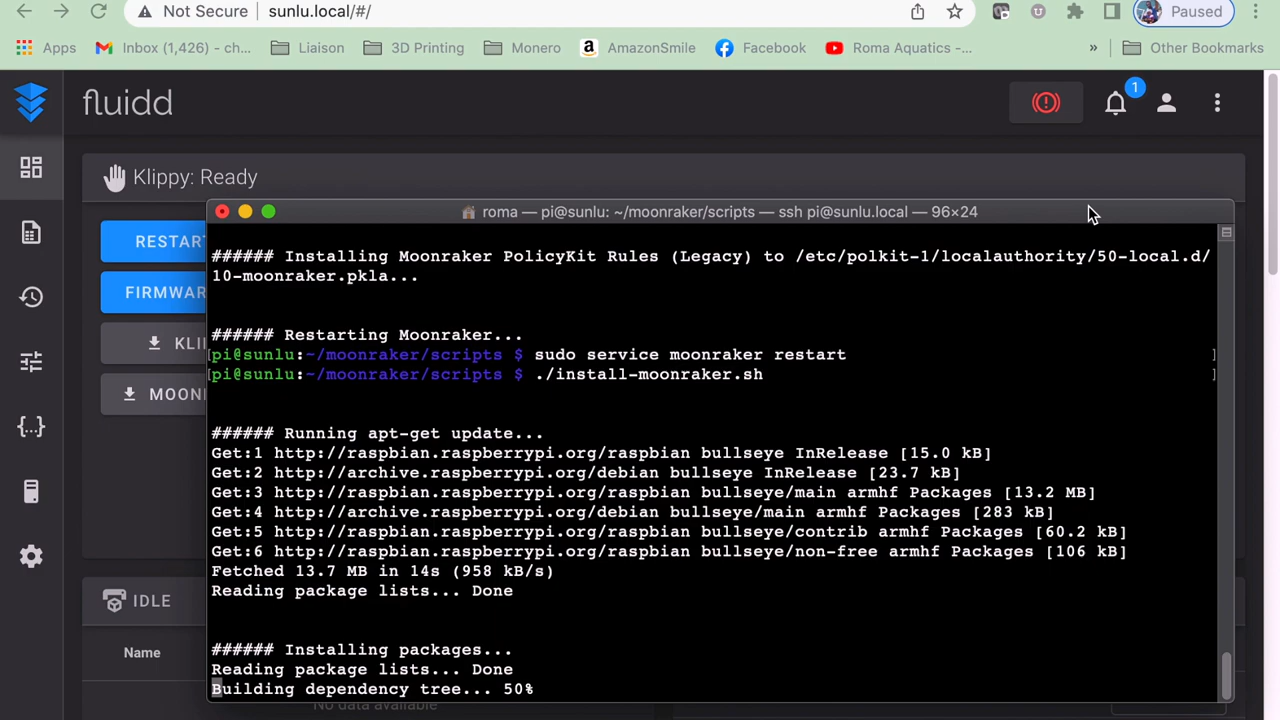 Not Secure
sunlu.local/#/
Paused
Apps
Inbox (1,426) – ch...
Liaison
3D Printing
Monero
AmazonSmile
Facebook
Roma Aquatics -...
»
Other Bookmarks
fluidd
1
Klippy: Ready
RESTAR
FIRMWAR
KLI
MOONI
IDLE
Name
No data available
roma — pi@sunlu: ~/moonraker/scripts — ssh pi@sunlu.local — 96×24
###### Installing Moonraker PolicyKit Rules (Legacy) to /etc/polkit-1/localauthority/50-local.d/
10-moonraker.pkla...
###### Restarting Moonraker...
[pi@sunlu:~/moonraker/scripts $ sudo service moonraker restart ]
[pi@sunlu:~/moonraker/scripts $ ./install-moonraker.sh ]
###### Running apt-get update...
Get:1 http://raspbian.raspberrypi.org/raspbian bullseye InRelease [15.0 kB]
Get:2 http://archive.raspberrypi.org/debian bullseye InRelease [23.7 kB]
Get:3 http://raspbian.raspberrypi.org/raspbian bullseye/main armhf Packages [13.2 MB]
Get:4 http://archive.raspberrypi.org/debian bullseye/main armhf Packages [283 kB]
Get:5 http://raspbian.raspberrypi.org/raspbian bullseye/contrib armhf Packages [60.2 kB]
Get:6 http://raspbian.raspberrypi.org/raspbian bullseye/non-free armhf Packages [106 kB]
Fetched 13.7 MB in 14s (958 kB/s)
Reading package lists... Done
###### Installing packages...
Reading package lists... Done
Building dependency tree... 50%